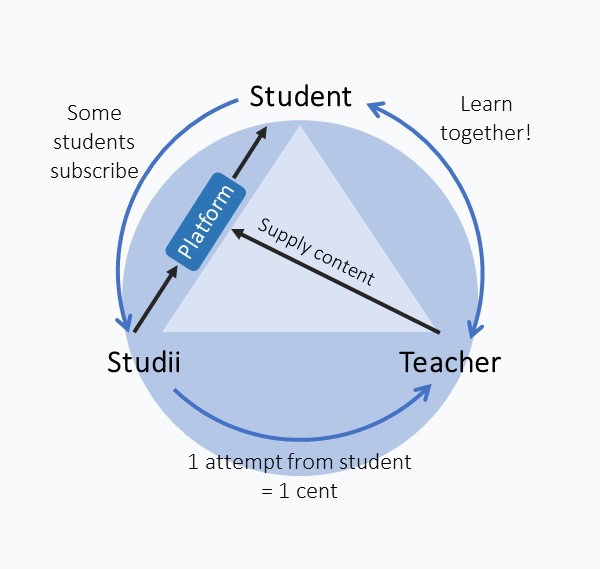 Student
Some
students
subscribe
Learn
together!
Platform
Supply content
Studii
Teacher
1 attempt from student
= 1 cent